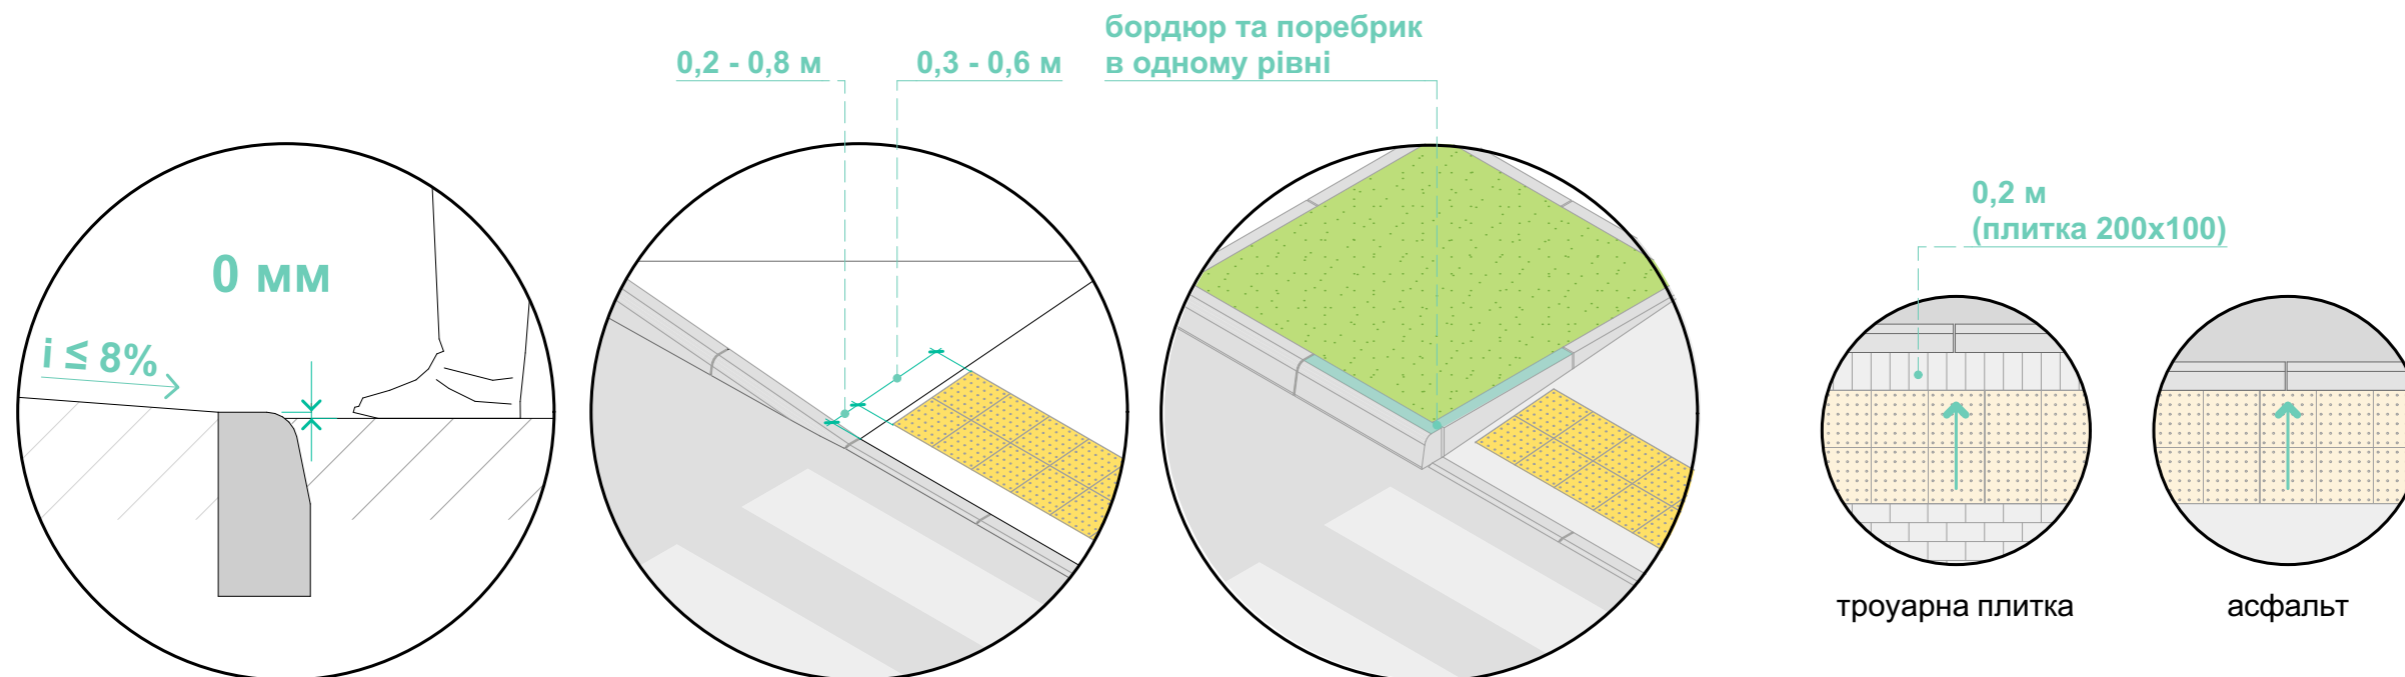 бордюр та поребрик
в одному рівні
0,2 - 0,8 м
0,3 - 0,6 м
0,2 м
(плитка 200x100)
0 мм
i ≤ 8%
троуарна плитка
асфальт